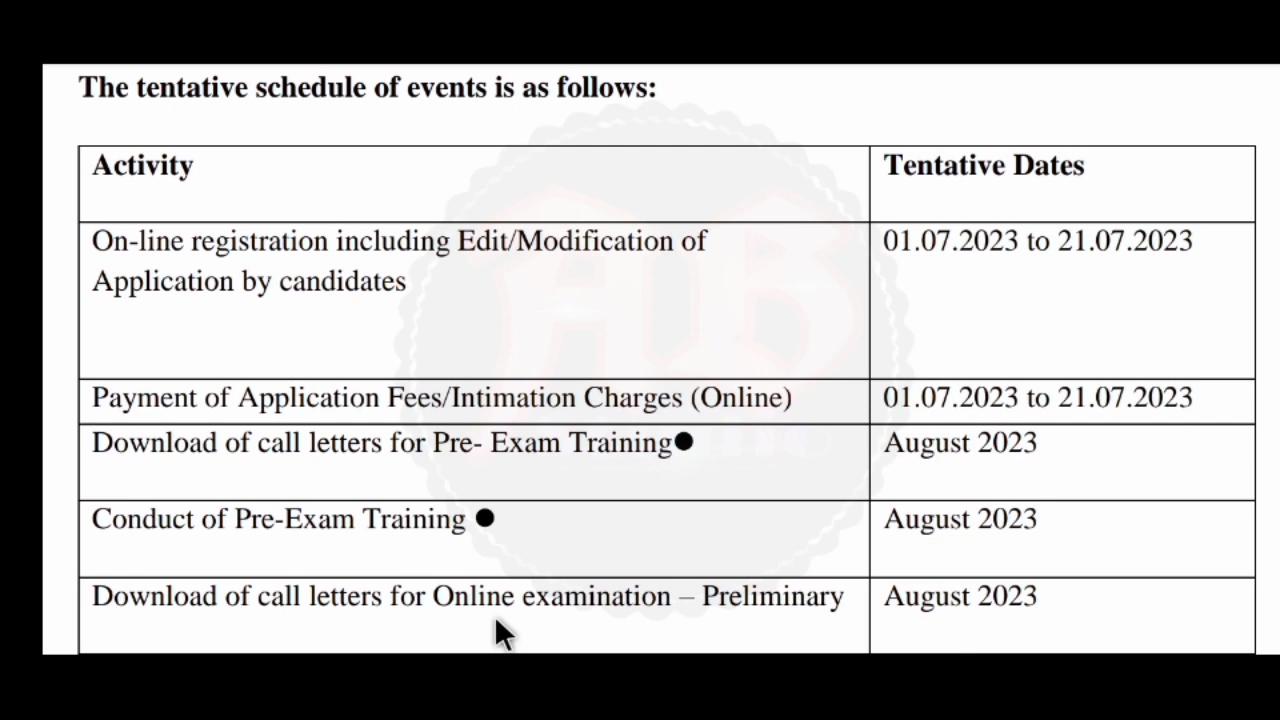 The tentative schedule of events is as follows:
Activity
Tentative Dates
On-line registration including Edit/Modification of
Application by candidates
01.07.2023 to 21.07.2023
Payment of Application Fees/Intimation Charges (Online)
01.07.2023 to 21.07.2023
Download of call letters for Pre- Exam Training●
August 2023
Conduct of Pre-Exam Training ●
August 2023
Download of call letters for Online examination – Preliminary
August 2023